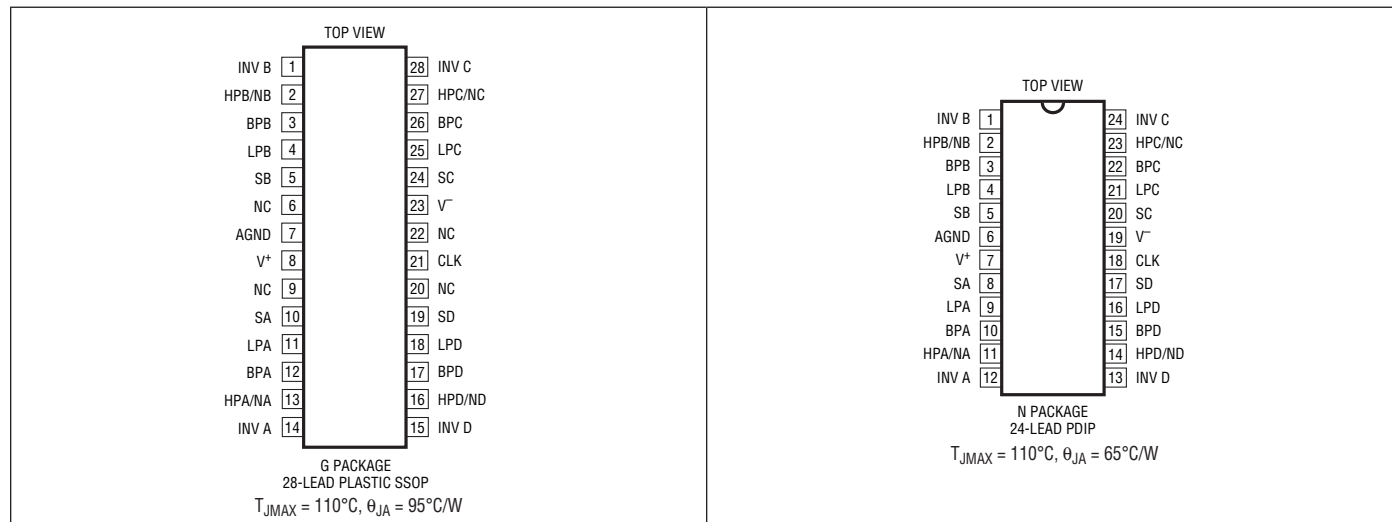 TOP VIEW
INV B 1 28 INV C
HPB/NB 2 27 HPC/NC
BPB 3 26 BPC
LPB 4 25 LPC
SB 5 24 SC
NC 6 23 V⁻
AGND 7 22 NC
V⁺ 8 21 CLK
NC 9 20 NC
SA 10 19 SD
LPA 11 18 LPD
BPA 12 17 BPD
HPA/NA 13 16 HPD/ND
INV A 14 15 INV D
G PACKAGE
28-LEAD PLASTIC SSOP
TJMAX = 110°C, θJA = 95°C/W
TOP VIEW
INV B 1 24 INV C
HPB/NB 2 23 HPC/NC
BPB 3 22 BPC
LPB 4 21 LPC
SB 5 20 SC
AGND 6 19 V⁻
V⁺ 7 18 CLK
SA 8 17 SD
LPA 9 16 LPD
BPA 10 15 BPD
HPA/NA 11 14 HPD/ND
INV A 12 13 INV D
N PACKAGE
24-LEAD PDIP
TJMAX = 110°C, θJA = 65°C/W